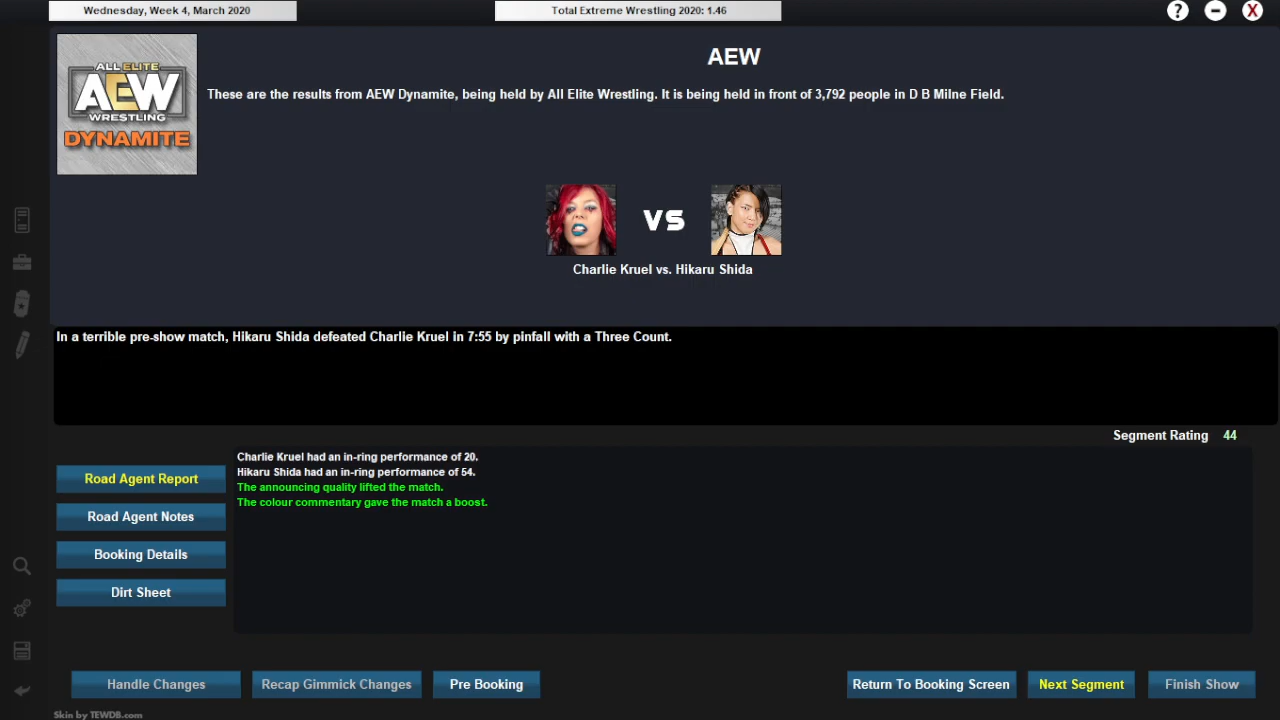 Wednesday, Week 4, March 2020
Total Extreme Wrestling 2020: 1.46
?
X
ALL ELITE
AEW
WRESTLING
DYNAMITE
AEW
These are the results from AEW Dynamite, being held by All Elite Wrestling. It is being held in front of 3,792 people in D B Milne Field.
VS
Charlie Kruel vs. Hikaru Shida
In a terrible pre-show match, Hikaru Shida defeated Charlie Kruel in 7:55 by pinfall with a Three Count.
Segment Rating 44
Road Agent Report
Road Agent Notes
Booking Details
Dirt Sheet
Charlie Kruel had an in-ring performance of 20.
Hikaru Shida had an in-ring performance of 54.
The announcing quality lifted the match.
The colour commentary gave the match a boost.
Handle Changes
Recap Gimmick Changes
Pre Booking
Return To Booking Screen
Next Segment
Finish Show
Skin by TEWDB.com